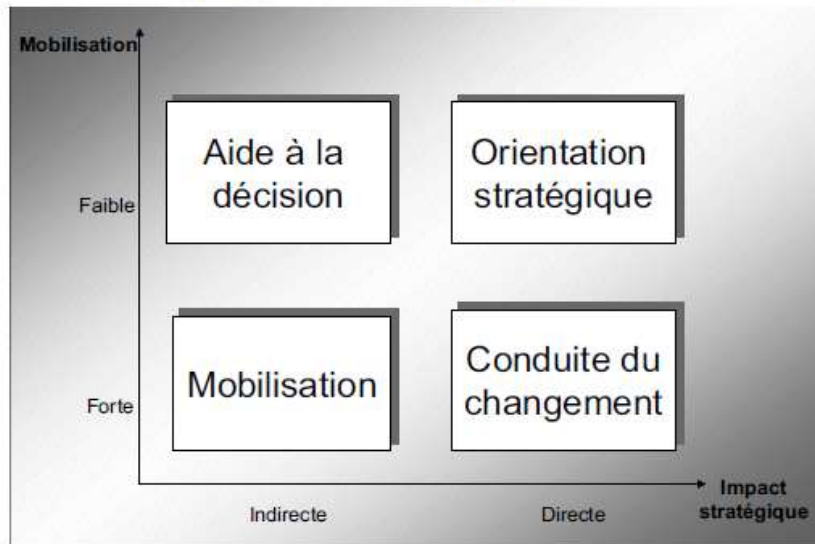 Mobilisation
Aide à la
décision
Orientation
stratégique
Faible
Mobilisation
Conduite du
changement
Forte
Impact
stratégique
Indirecte
Directe